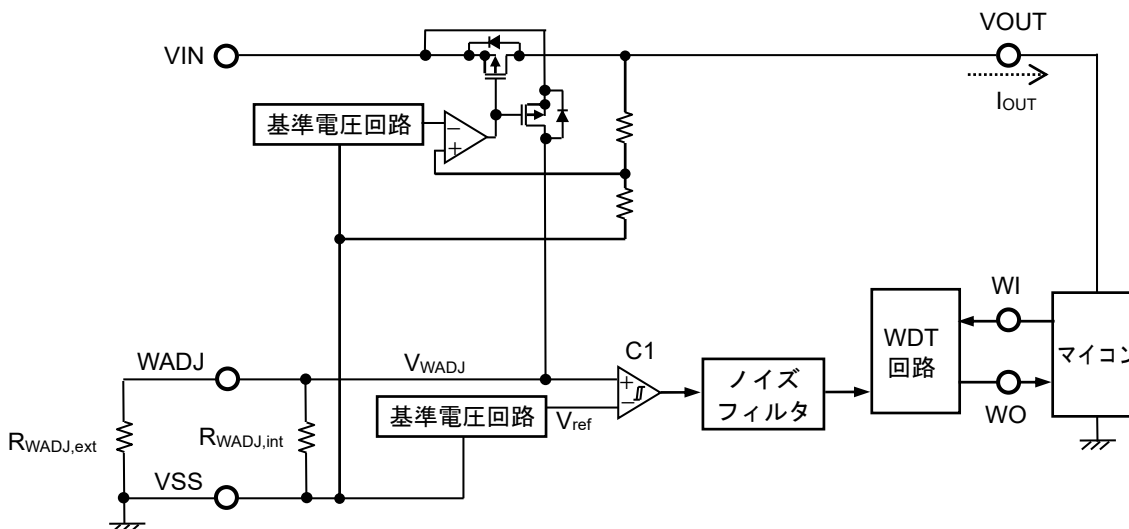 VOUT
VIN
IOUT
基準電圧回路
−
+
WI
WDT
回路
マイコン
WO
C1
WADJ
VWADJ
+
−
ノイズ
フィルタ
基準電圧回路
Vref
RWADJ,ext
RWADJ,int
VSS